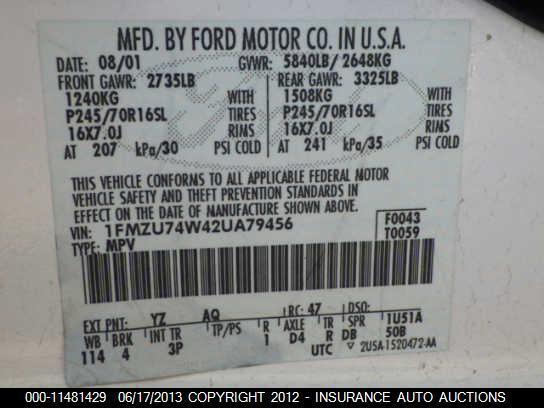 MFD. BY FORD MOTOR CO. IN U.S.A.
DATE: 08/01 GVWR: 5840LB/ 2648KG
FRONT GAWR: 2735LB REAR GAWR: 3325LB
1240KG WITH 1508KG WITH
P245/70R16SL TIRES P245/70R16SL TIRES
16X7.0J RIMS 16X7.0J RIMS
AT 207 kPa/30 PSI COLD AT 241 kPa/35 PSI COLD
THIS VEHICLE CONFORMS TO ALL APPLICABLE FEDERAL MOTOR
VEHICLE SAFETY AND THEFT PREVENTION STANDARDS IN
EFFECT ON THE DATE OF MANUFACTURE SHOWN ABOVE.
VIN: 1FMZU74W42UA79456 F0043
TYPE: MPV T0059
EXT PNT: YZ AQ RC: 47 DSO:
WB BRK INT TR TP/PS R AXLE TR SPR 1U51A
114 4 3P 1 D4 R DB 50B
UTC 2U5A-1520472-AA
000-11481429 06/17/2013 COPYRIGHT 2012 - INSURANCE AUTO AUCTIONS